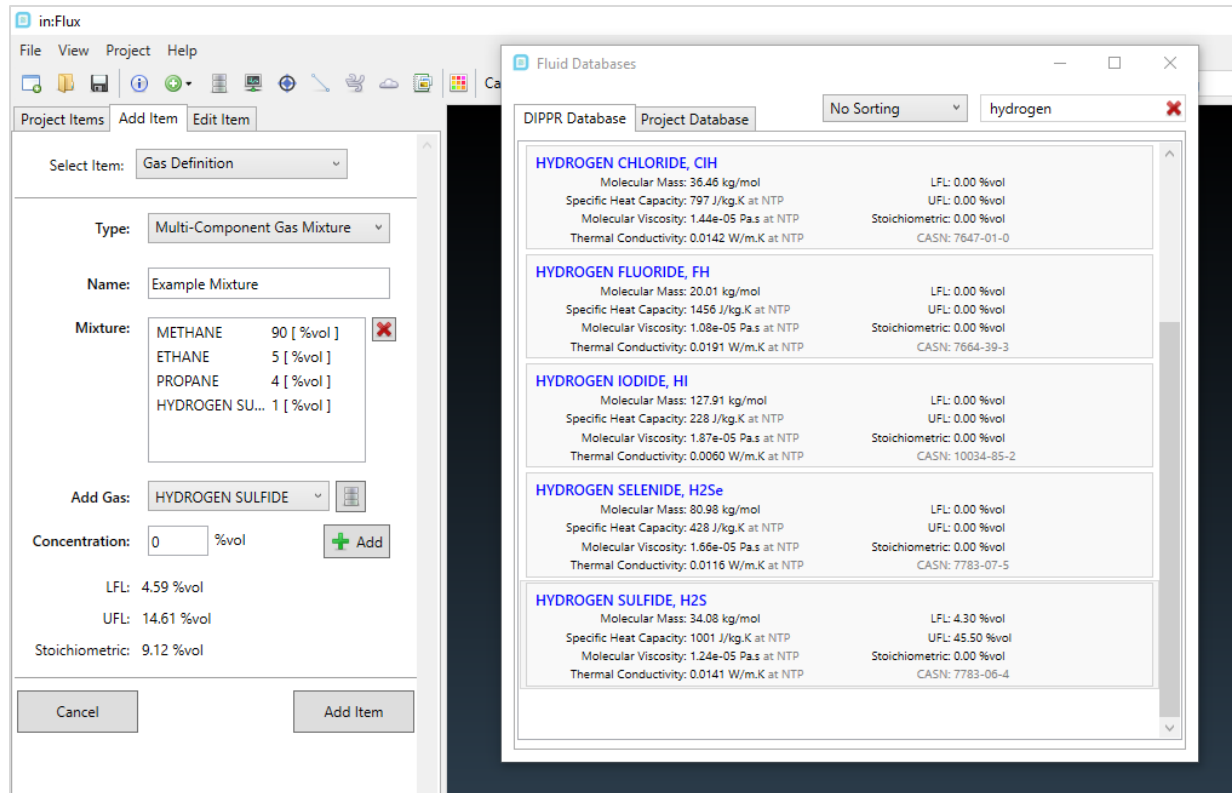 in:Flux
File View Project Help
Ca
Project Items Add Item Edit Item
Select Item: Gas Definition
Type: Multi-Component Gas Mixture
Name: Example Mixture
Mixture: METHANE 90 [ %vol ]
ETHANE 5 [ %vol ]
PROPANE 4 [ %vol ]
HYDROGEN SU... 1 [ %vol ]
Add Gas: HYDROGEN SULFIDE
Concentration: 0 %vol Add
LFL: 4.59 %vol
UFL: 14.61 %vol
Stoichiometric: 9.12 %vol
Cancel Add Item
Fluid Databases
DIPPR Database Project Database No Sorting hydrogen
HYDROGEN CHLORIDE, ClH
Molecular Mass: 36.46 kg/mol LFL: 0.00 %vol
Specific Heat Capacity: 797 J/kg.K at NTP UFL: 0.00 %vol
Molecular Viscosity: 1.44e-05 Pa.s at NTP Stoichiometric: 0.00 %vol
Thermal Conductivity: 0.0142 W/m.K at NTP CASN: 7647-01-0
HYDROGEN FLUORIDE, FH
Molecular Mass: 20.01 kg/mol LFL: 0.00 %vol
Specific Heat Capacity: 1456 J/kg.K at NTP UFL: 0.00 %vol
Molecular Viscosity: 1.08e-05 Pa.s at NTP Stoichiometric: 0.00 %vol
Thermal Conductivity: 0.0191 W/m.K at NTP CASN: 7664-39-3
HYDROGEN IODIDE, HI
Molecular Mass: 127.91 kg/mol LFL: 0.00 %vol
Specific Heat Capacity: 228 J/kg.K at NTP UFL: 0.00 %vol
Molecular Viscosity: 1.87e-05 Pa.s at NTP Stoichiometric: 0.00 %vol
Thermal Conductivity: 0.0060 W/m.K at NTP CASN: 10034-85-2
HYDROGEN SELENIDE, H2Se
Molecular Mass: 80.98 kg/mol LFL: 0.00 %vol
Specific Heat Capacity: 428 J/kg.K at NTP UFL: 0.00 %vol
Molecular Viscosity: 1.66e-05 Pa.s at NTP Stoichiometric: 0.00 %vol
Thermal Conductivity: 0.0116 W/m.K at NTP CASN: 7783-07-5
HYDROGEN SULFIDE, H2S
Molecular Mass: 34.08 kg/mol LFL: 4.30 %vol
Specific Heat Capacity: 1001 J/kg.K at NTP UFL: 45.50 %vol
Molecular Viscosity: 1.24e-05 Pa.s at NTP Stoichiometric: 0.00 %vol
Thermal Conductivity: 0.0141 W/m.K at NTP CASN: 7783-06-4